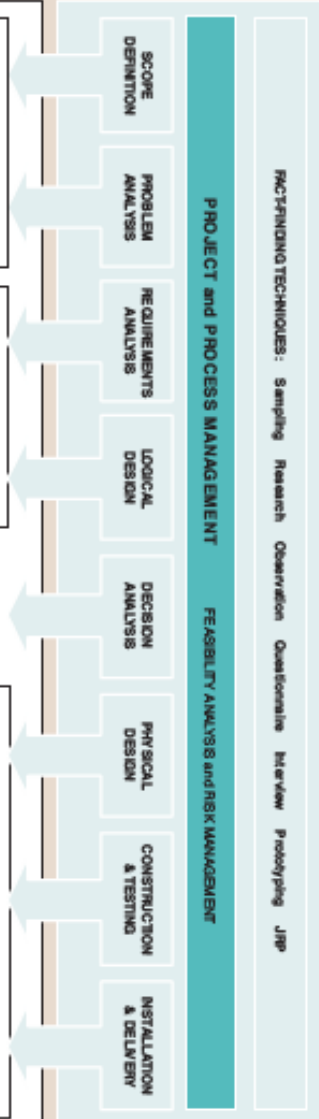 FACT-FINDING TECHNIQUES: Sampling Research Observation Questionnaire Interview Prototyping JRP
PROJECT and PROCESS MANAGEMENT FEASIBILITY ANALYSIS and RISK MANAGEMENT
SCOPE
DEFINITION
PROBLEM
ANALYSIS
REQUIREMENTS
ANALYSIS
LOGICAL
DESIGN
DECISION
ANALYSIS
PHYSICAL
DESIGN
CONSTRUCTION
& TESTING
INSTALLATION
& DELIVERY